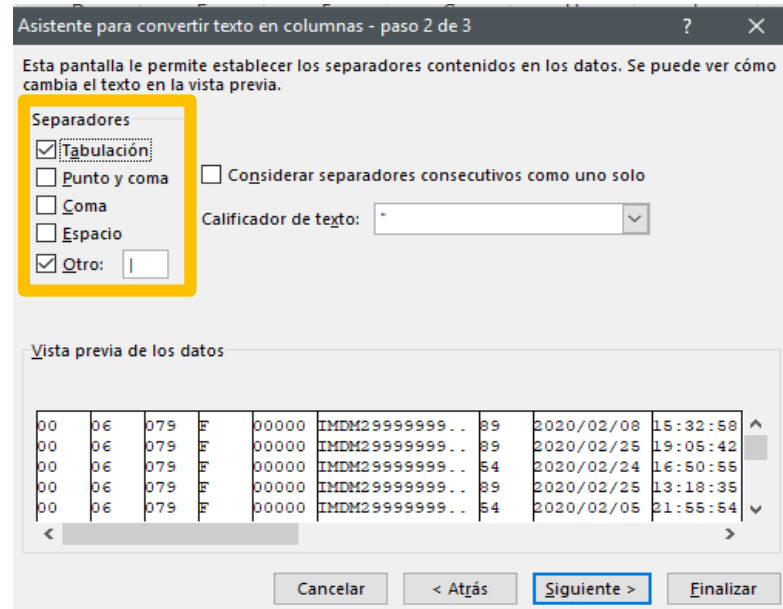 Asistente para convertir texto en columnas - paso 2 de 3
?
Esta pantalla le permite establecer los separadores contenidos en los datos. Se puede ver cómo
cambia el texto en la vista previa.
Separadores
Tabulación
Punto y coma
Coma
Espacio
Otro: |
Considerar separadores consecutivos como uno solo
Calificador de texto: "
Vista previa de los datos
00 06 079 F 00000 IMDM29999999.. 89 2020/02/08 15:32:58
00 06 079 F 00000 IMDM29999999.. 89 2020/02/25 19:05:42
00 06 079 F 00000 IMDM29999999.. 54 2020/02/24 16:50:55
00 06 079 F 00000 IMDM29999999.. 89 2020/02/25 13:18:35
00 06 079 F 00000 IMDM29999999.. 54 2020/02/05 21:55:54
Cancelar < Atrás Siguiente > Finalizar